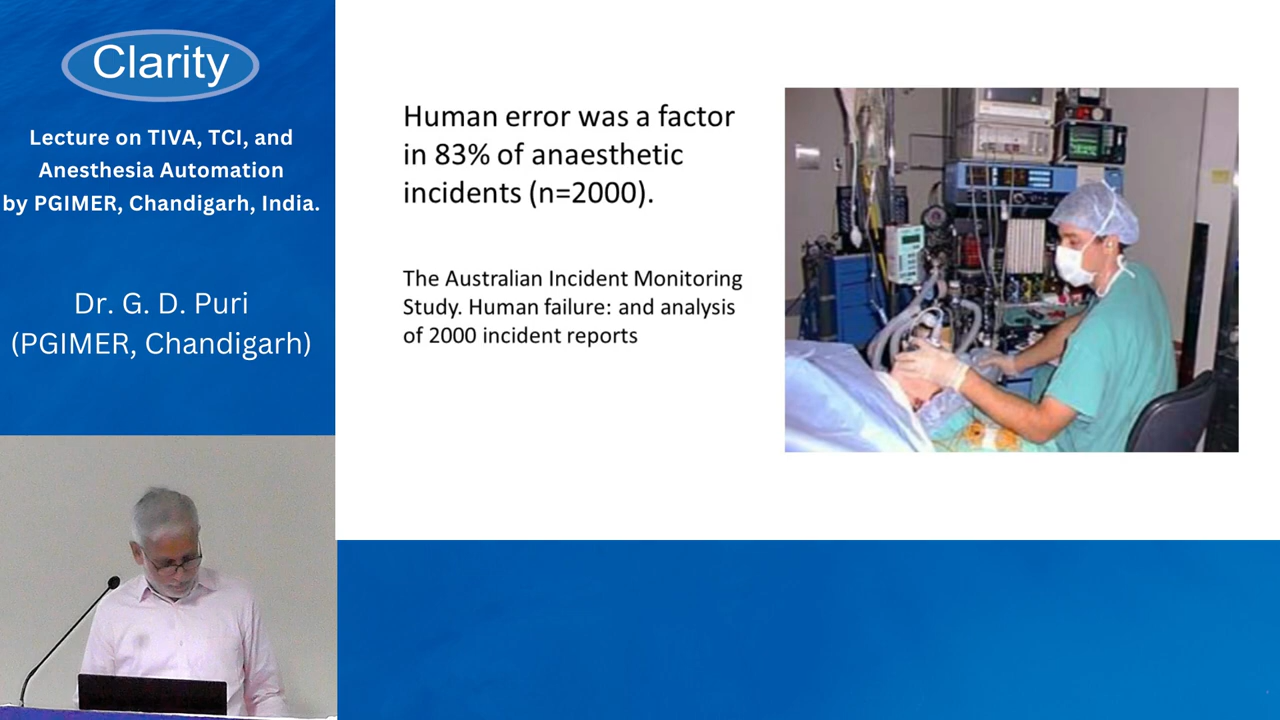 Clarity
Lecture on TIVA, TCI, and
Anesthesia Automation
by PGIMER, Chandigarh, India.
Dr. G. D. Puri
(PGIMER, Chandigarh)
Human error was a factor
in 83% of anaesthetic
incidents (n=2000).
The Australian Incident Monitoring
Study. Human failure: and analysis
of 2000 incident reports